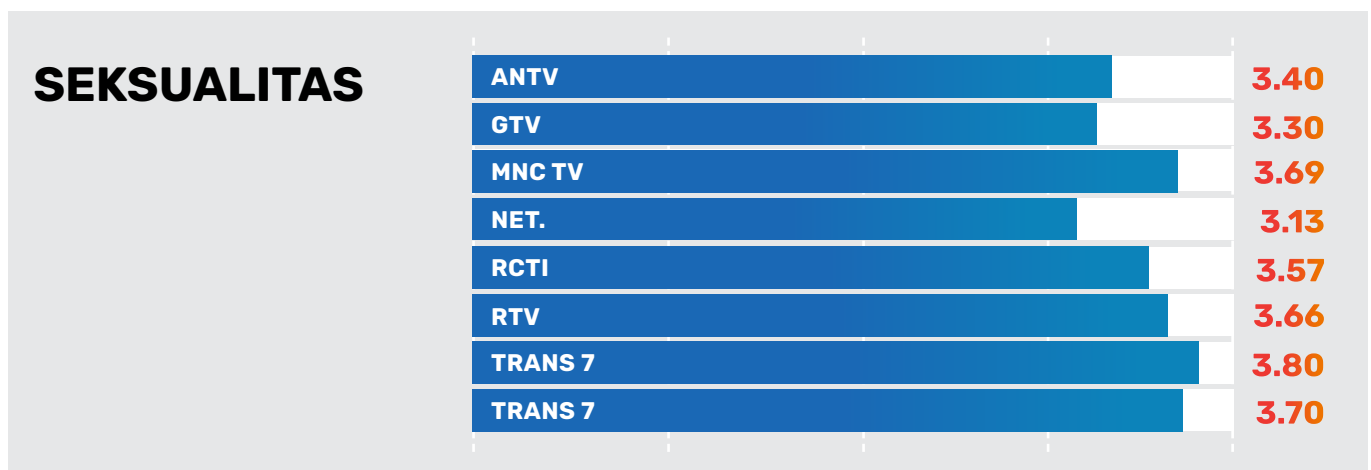 SEKSUALITAS
ANTV 3.40
GTV 3.30
MNC TV 3.69
NET. 3.13
RCTI 3.57
RTV 3.66
TRANS 7 3.80
TRANS 7 3.70